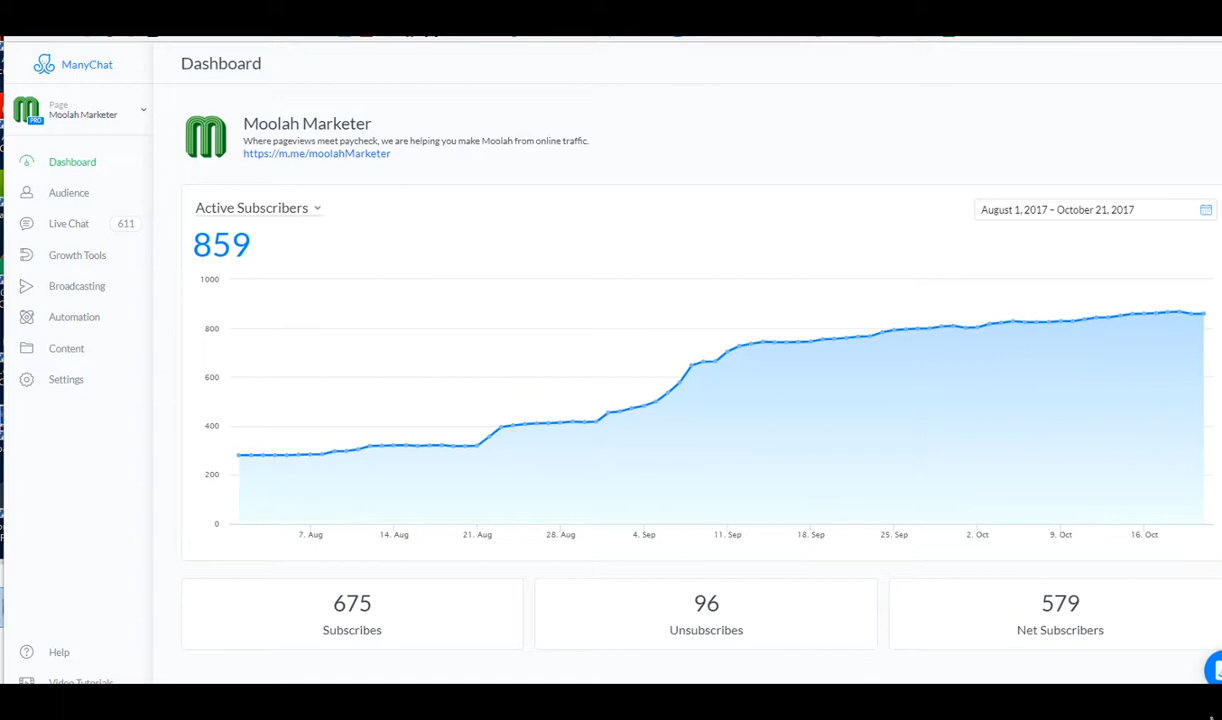 ManyChat
Dashboard
Page
Moolah Marketer
PRO
Dashboard
Audience
Live Chat 611
Growth Tools
Broadcasting
Automation
Content
Settings
Help
Video Tutorials
Moolah Marketer
Where pageviews meet paycheck, we are helping you make Moolah from online traffic.
https://m.me/moolahMarketer
Active Subscribers
August 1, 2017 – October 21, 2017
859
1000
800
600
400
200
0
7. Aug 14. Aug 21. Aug 28. Aug 4. Sep 11. Sep 18. Sep 25. Sep 2. Oct 9. Oct 16. Oct
675
Subscribes
96
Unsubscribes
579
Net Subscribers